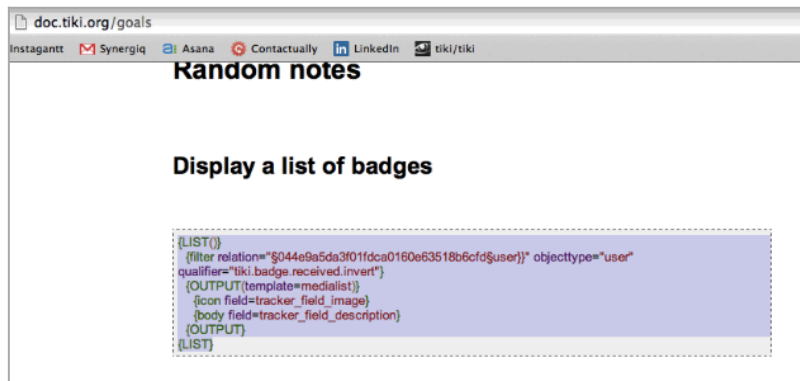 doc.tiki.org/goals
Instagantt Synergiq Asana Contactually LinkedIn tiki/tiki
Random notes
Display a list of badges
{LIST()}
{filter relation="§044e9a5da3f01fdca0160e63518b6cfd§user}}" objecttype="user"
qualifier="tiki.badge.received.invert"}
{OUTPUT(template=medialist)}
{icon field=tracker_field_image}
{body field=tracker_field_description}
{OUTPUT}
{LIST}